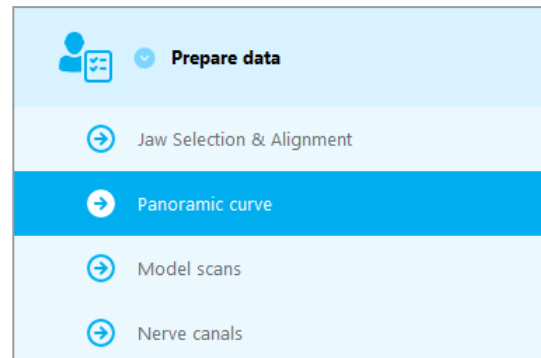 Prepare data
Jaw Selection & Alignment
Panoramic curve
Model scans
Nerve canals